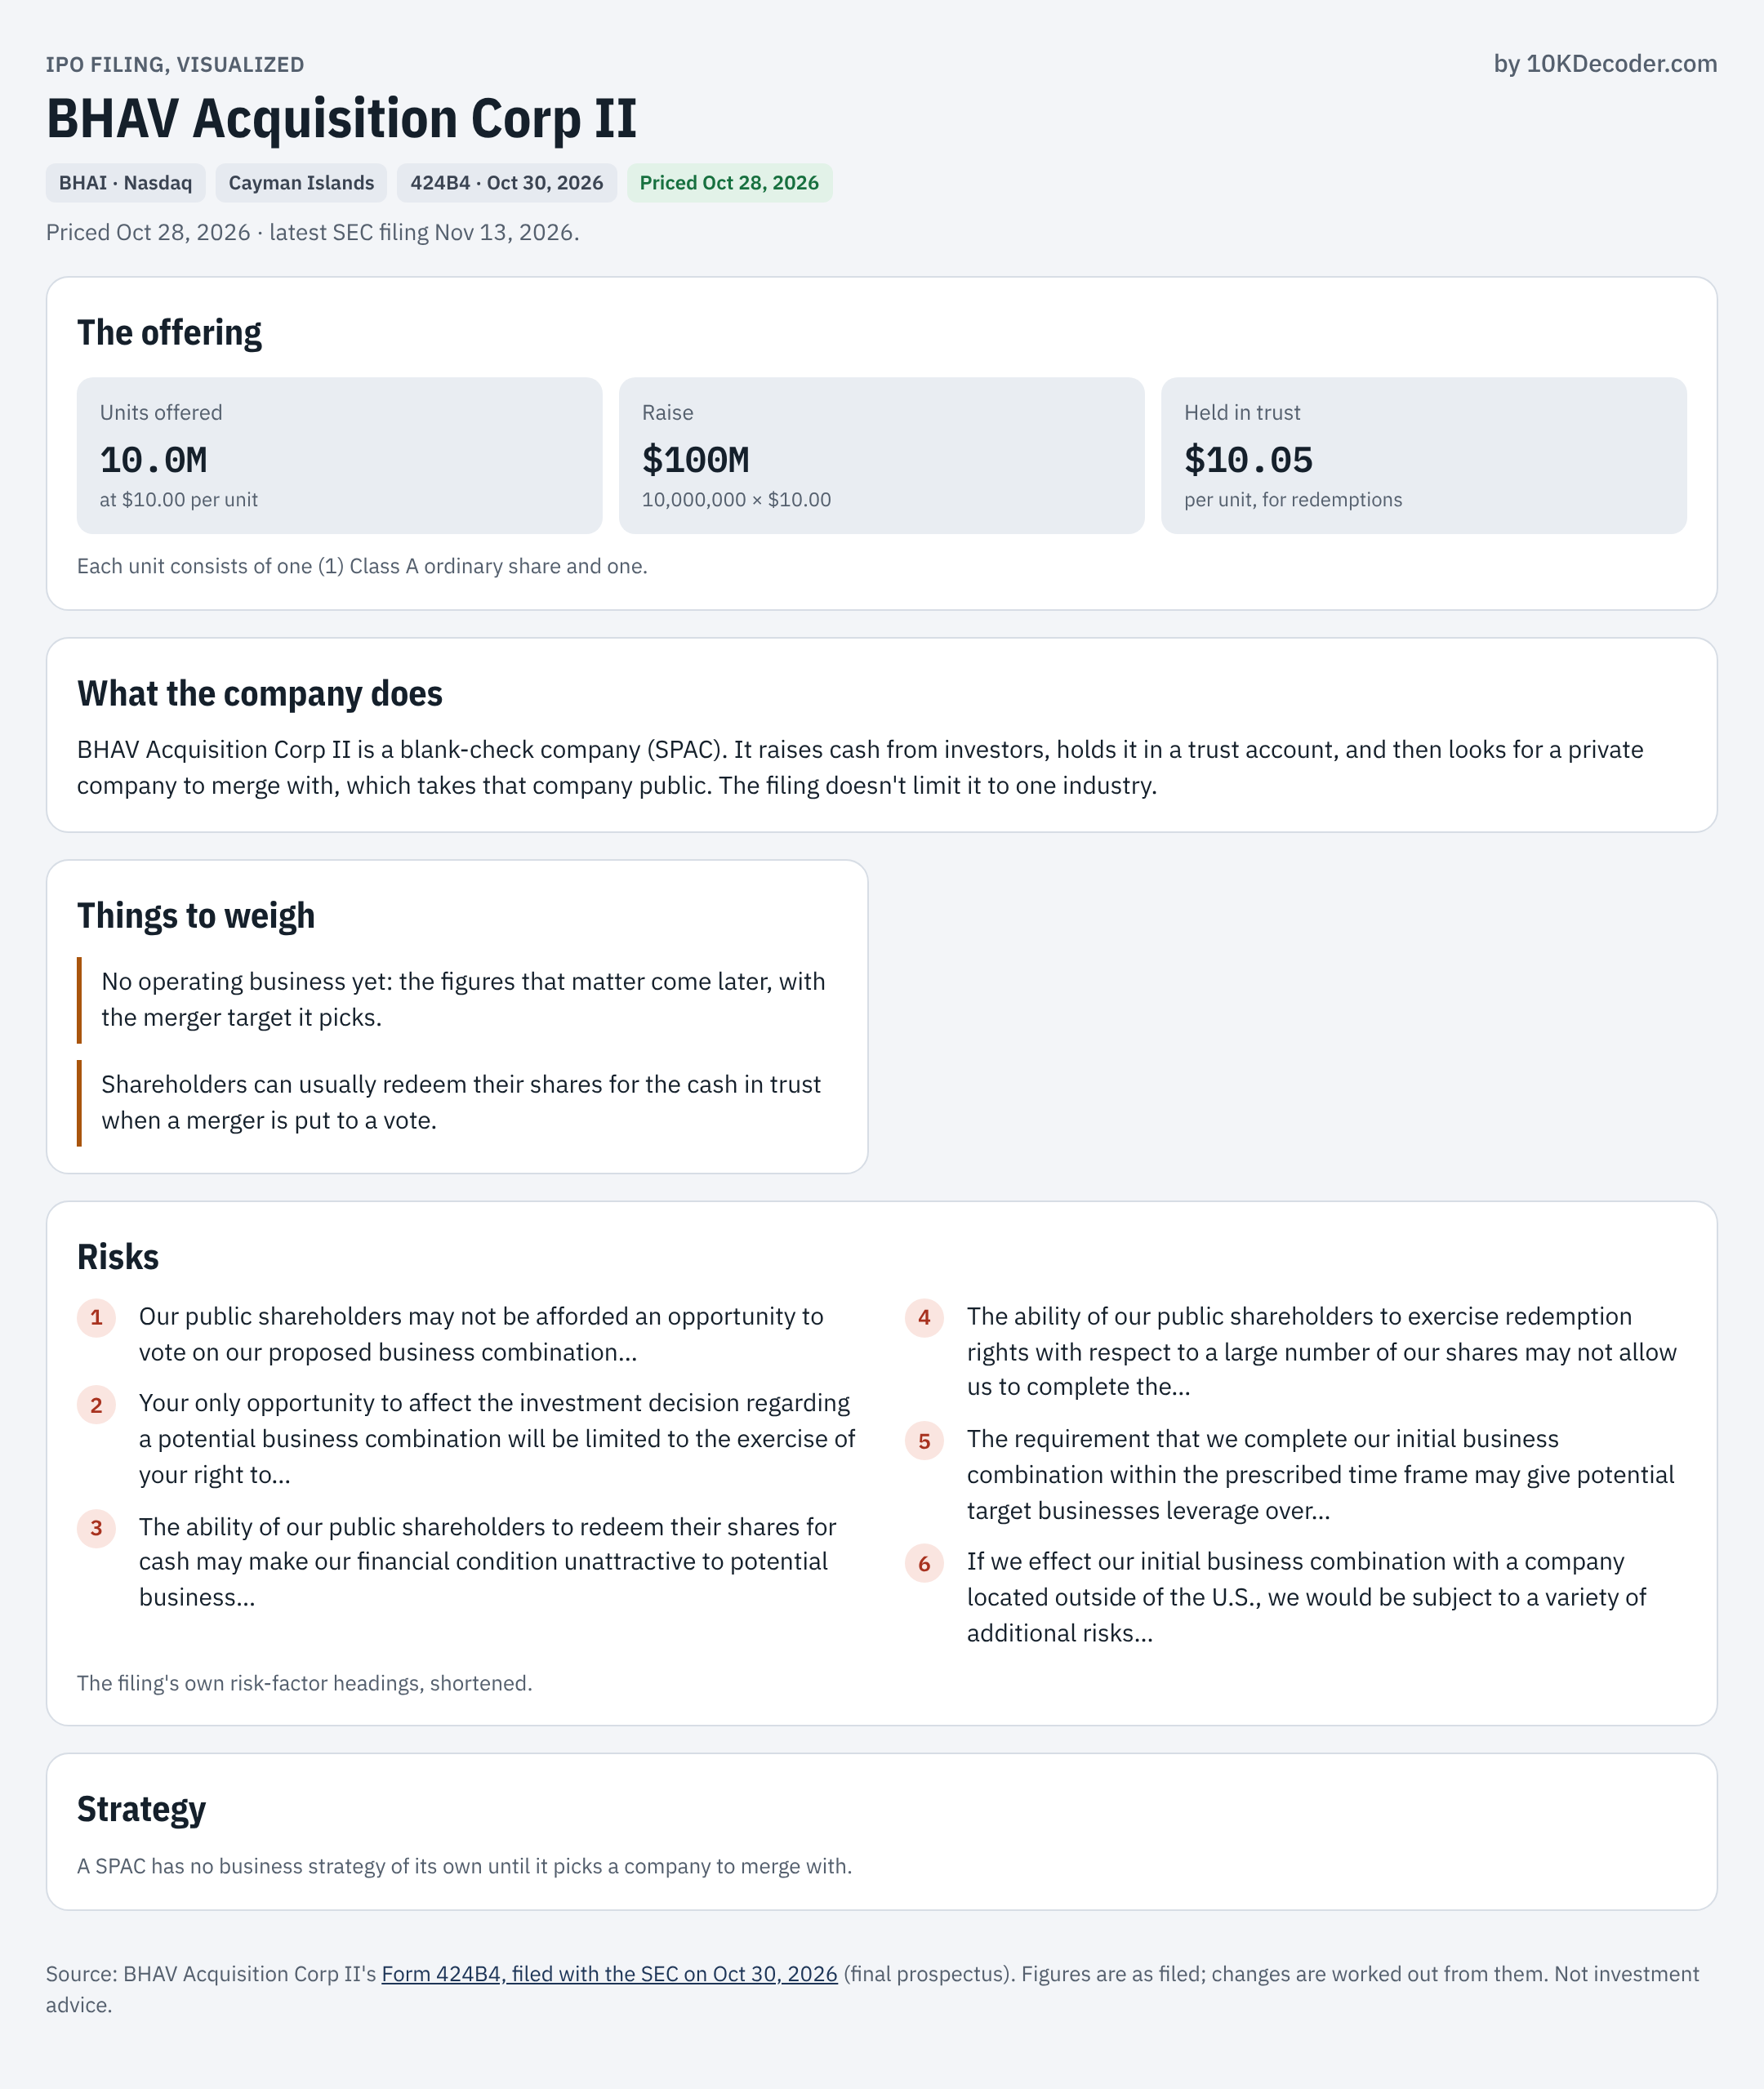 IPO FILING, VISUALIZED
by 10KDecoder.com
BHAV Acquisition Corp II
BHAI · Nasdaq
Cayman Islands
424B4 · Oct 30, 2026
Priced Oct 28, 2026
Priced Oct 28, 2026 · latest SEC filing Nov 13, 2026.
The offering
Units offered
10.0M
at $10.00 per unit
Raise
$100M
10,000,000 × $10.00
Held in trust
$10.05
per unit, for redemptions
Each unit consists of one (1) Class A ordinary share and one.
What the company does
BHAV Acquisition Corp II is a blank-check company (SPAC). It raises cash from investors, holds it in a trust account, and then looks for a private
company to merge with, which takes that company public. The filing doesn't limit it to one industry.
Things to weigh
No operating business yet: the figures that matter come later, with
the merger target it picks.
Shareholders can usually redeem their shares for the cash in trust
when a merger is put to a vote.
Risks
1
Our public shareholders may not be afforded an opportunity to
vote on our proposed business combination...
2
Your only opportunity to affect the investment decision regarding
a potential business combination will be limited to the exercise of
your right to...
3
The ability of our public shareholders to redeem their shares for
cash may make our financial condition unattractive to potential
business...
4
The ability of our public shareholders to exercise redemption
rights with respect to a large number of our shares may not allow
us to complete the...
5
The requirement that we complete our initial business
combination within the prescribed time frame may give potential
target businesses leverage over...
6
If we effect our initial business combination with a company
located outside of the U.S., we would be subject to a variety of
additional risks...
The filing's own risk-factor headings, shortened.
Strategy
A SPAC has no business strategy of its own until it picks a company to merge with.
Source: BHAV Acquisition Corp II's Form 424B4, filed with the SEC on Oct 30, 2026 (final prospectus). Figures are as filed; changes are worked out from them. Not investment
advice.